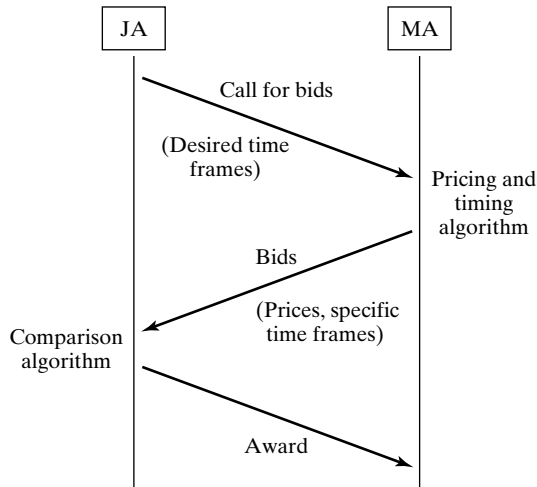 JA
MA
Call for bids
(Desired time
frames)
Pricing and
timing
algorithm
Bids
(Prices, specific
time frames)
Comparison
algorithm
Award